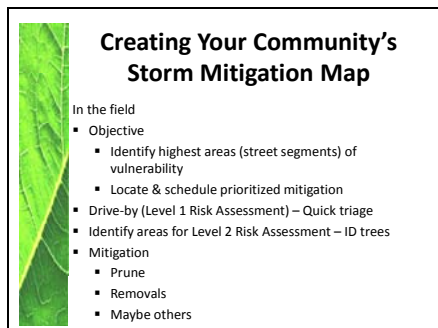 Creating Your Community's
Storm Mitigation Map
In the field
▪ Objective
▪ Identify highest areas (street segments) of
vulnerability
▪ Locate & schedule prioritized mitigation
▪ Drive-by (Level 1 Risk Assessment) – Quick triage
▪ Identify areas for Level 2 Risk Assessment – ID trees
▪ Mitigation
▪ Prune
▪ Removals
▪ Maybe others